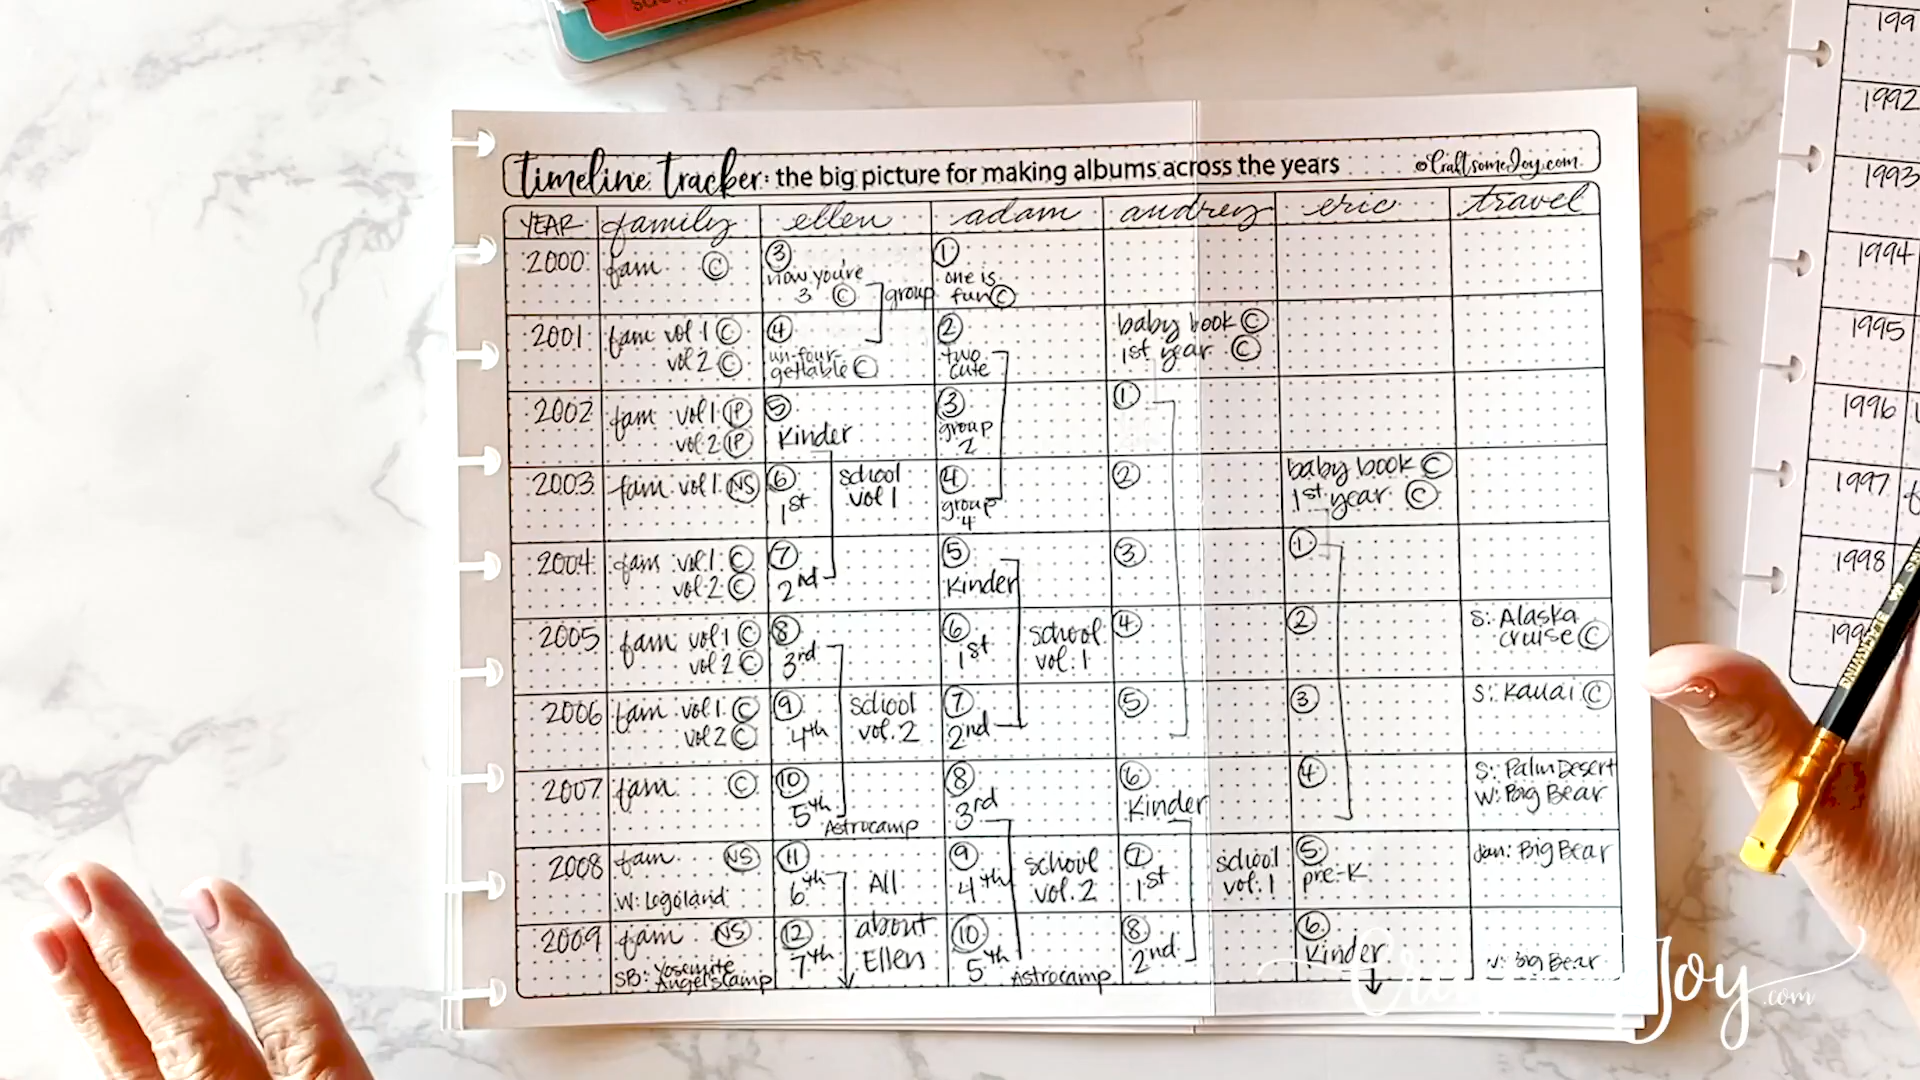 timeline tracker: the big picture for making albums across the years ©CraftsomeJoy.com
YEAR family ellen adam audrey eric travel
2000 fam C 3 now you're 3 C group 1 one is fun C
2001 fam vol 1 C 4 un-four-gettable C 2 two cute baby book C
vol 2 C 1st year C
2002 fam vol 1 IP 5 Kinder 3 group 2 1
vol 2 IP
2003 fam vol 1 NS 6 1st school vol 1 4 group 4 2 baby book C
1st year C
2004 fam vol. 1 C 7 2nd 5 Kinder 3 1
vol 2 C
2005 fam vol 1 C 8 3rd 6 1st school vol. 1 4 2 S: Alaska cruise C
vol 2 C
2006 fam vol 1 C 9 4th school vol. 2 7 2nd 5 3 S: Kauai C
vol 2 C
2007 fam C 10 5th Astrocamp 8 3rd 6 Kinder 4 S: Palm Desert
W: Big Bear
2008 fam NS 11 6th All 9 4th school vol. 2 7 1st school vol. 1 5 pre-K Jan: Big Bear
W: Legoland
2009 fam NS 12 7th about Ellen 10 5th Astrocamp 8 2nd 6 Kinder Big Bear
SB: Yosemite
Angelscamp
199
1992
1993
1994
1995
1996
1997
1998
199
Joy.com